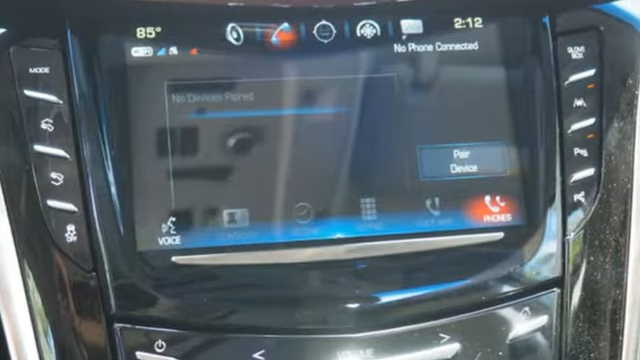 85°
2:12
No Phone Connected
MODE
GLOVE
BOX
No Devices Paired
Pair
Device
VOICE
PHONES